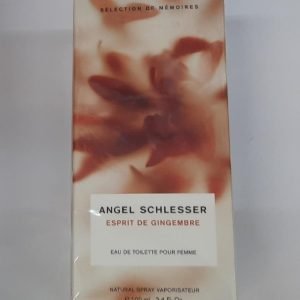 SÉLECTION DE MÉMOIRES
ANGEL SCHLESSER
ESPRIT DE GINGEMBRE
EAU DE TOILETTE POUR FEMME
NATURAL SPRAY VAPORISATEUR